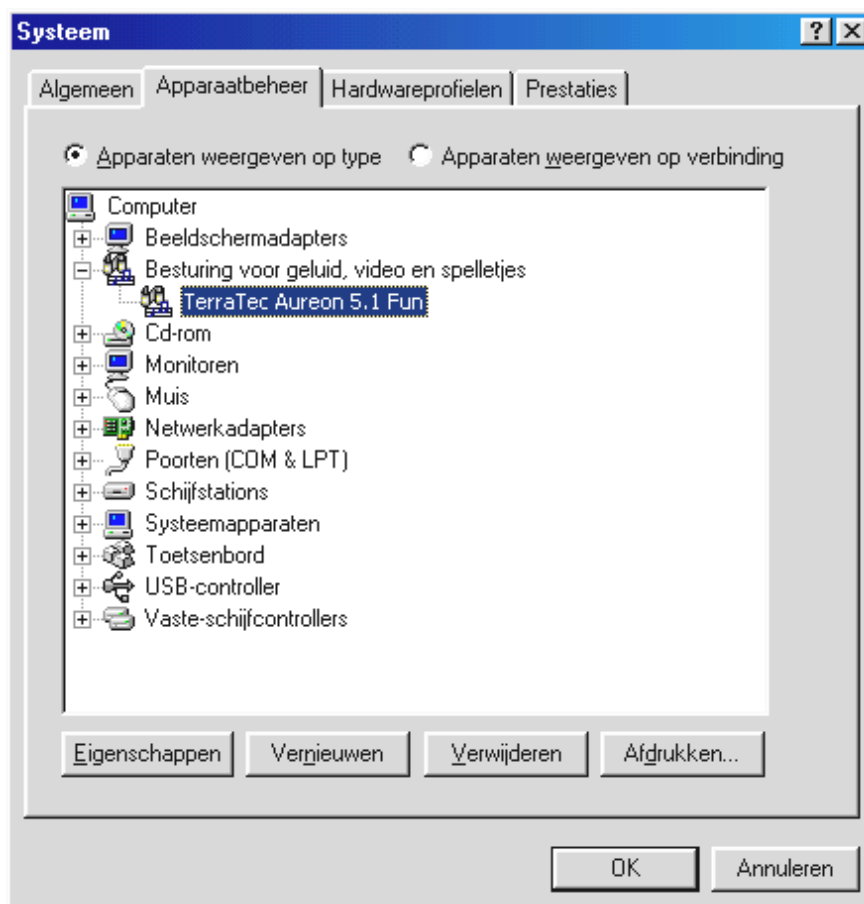 Systeem
Algemeen Apparaatbeheer Hardwareprofielen Prestaties
Apparaten weergeven op type Apparaten weergeven op verbinding
Computer
Beeldschermadapters
Besturing voor geluid, video en spelletjes
TerraTec Aureon 5.1 Fun
Cd-rom
Monitoren
Muis
Netwerkadapters
Poorten (COM & LPT)
Schijfstations
Systeemapparaten
Toetsenbord
USB-controller
Vaste-schijfcontrollers
Eigenschappen Vernieuwen Verwijderen Afdrukken...
OK Annuleren